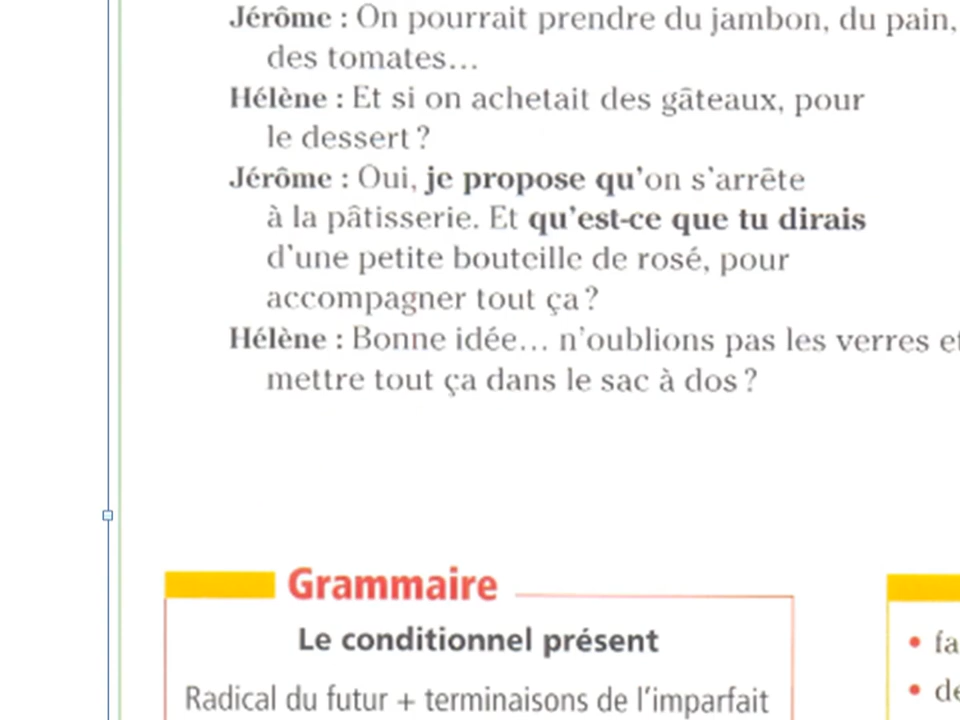 Jérôme : On pourrait prendre du jambon, du pain,
des tomates...
Hélène : Et si on achetait des gâteaux, pour
le dessert ?
Jérôme : Oui, je propose qu'on s'arrête
à la pâtisserie. Et qu'est-ce que tu dirais
d'une petite bouteille de rosé, pour
accompagner tout ça ?
Hélène : Bonne idée... n'oublions pas les verres et
mettre tout ça dans le sac à dos ?
Grammaire
Le conditionnel présent
Radical du futur + terminaisons de l'imparfait